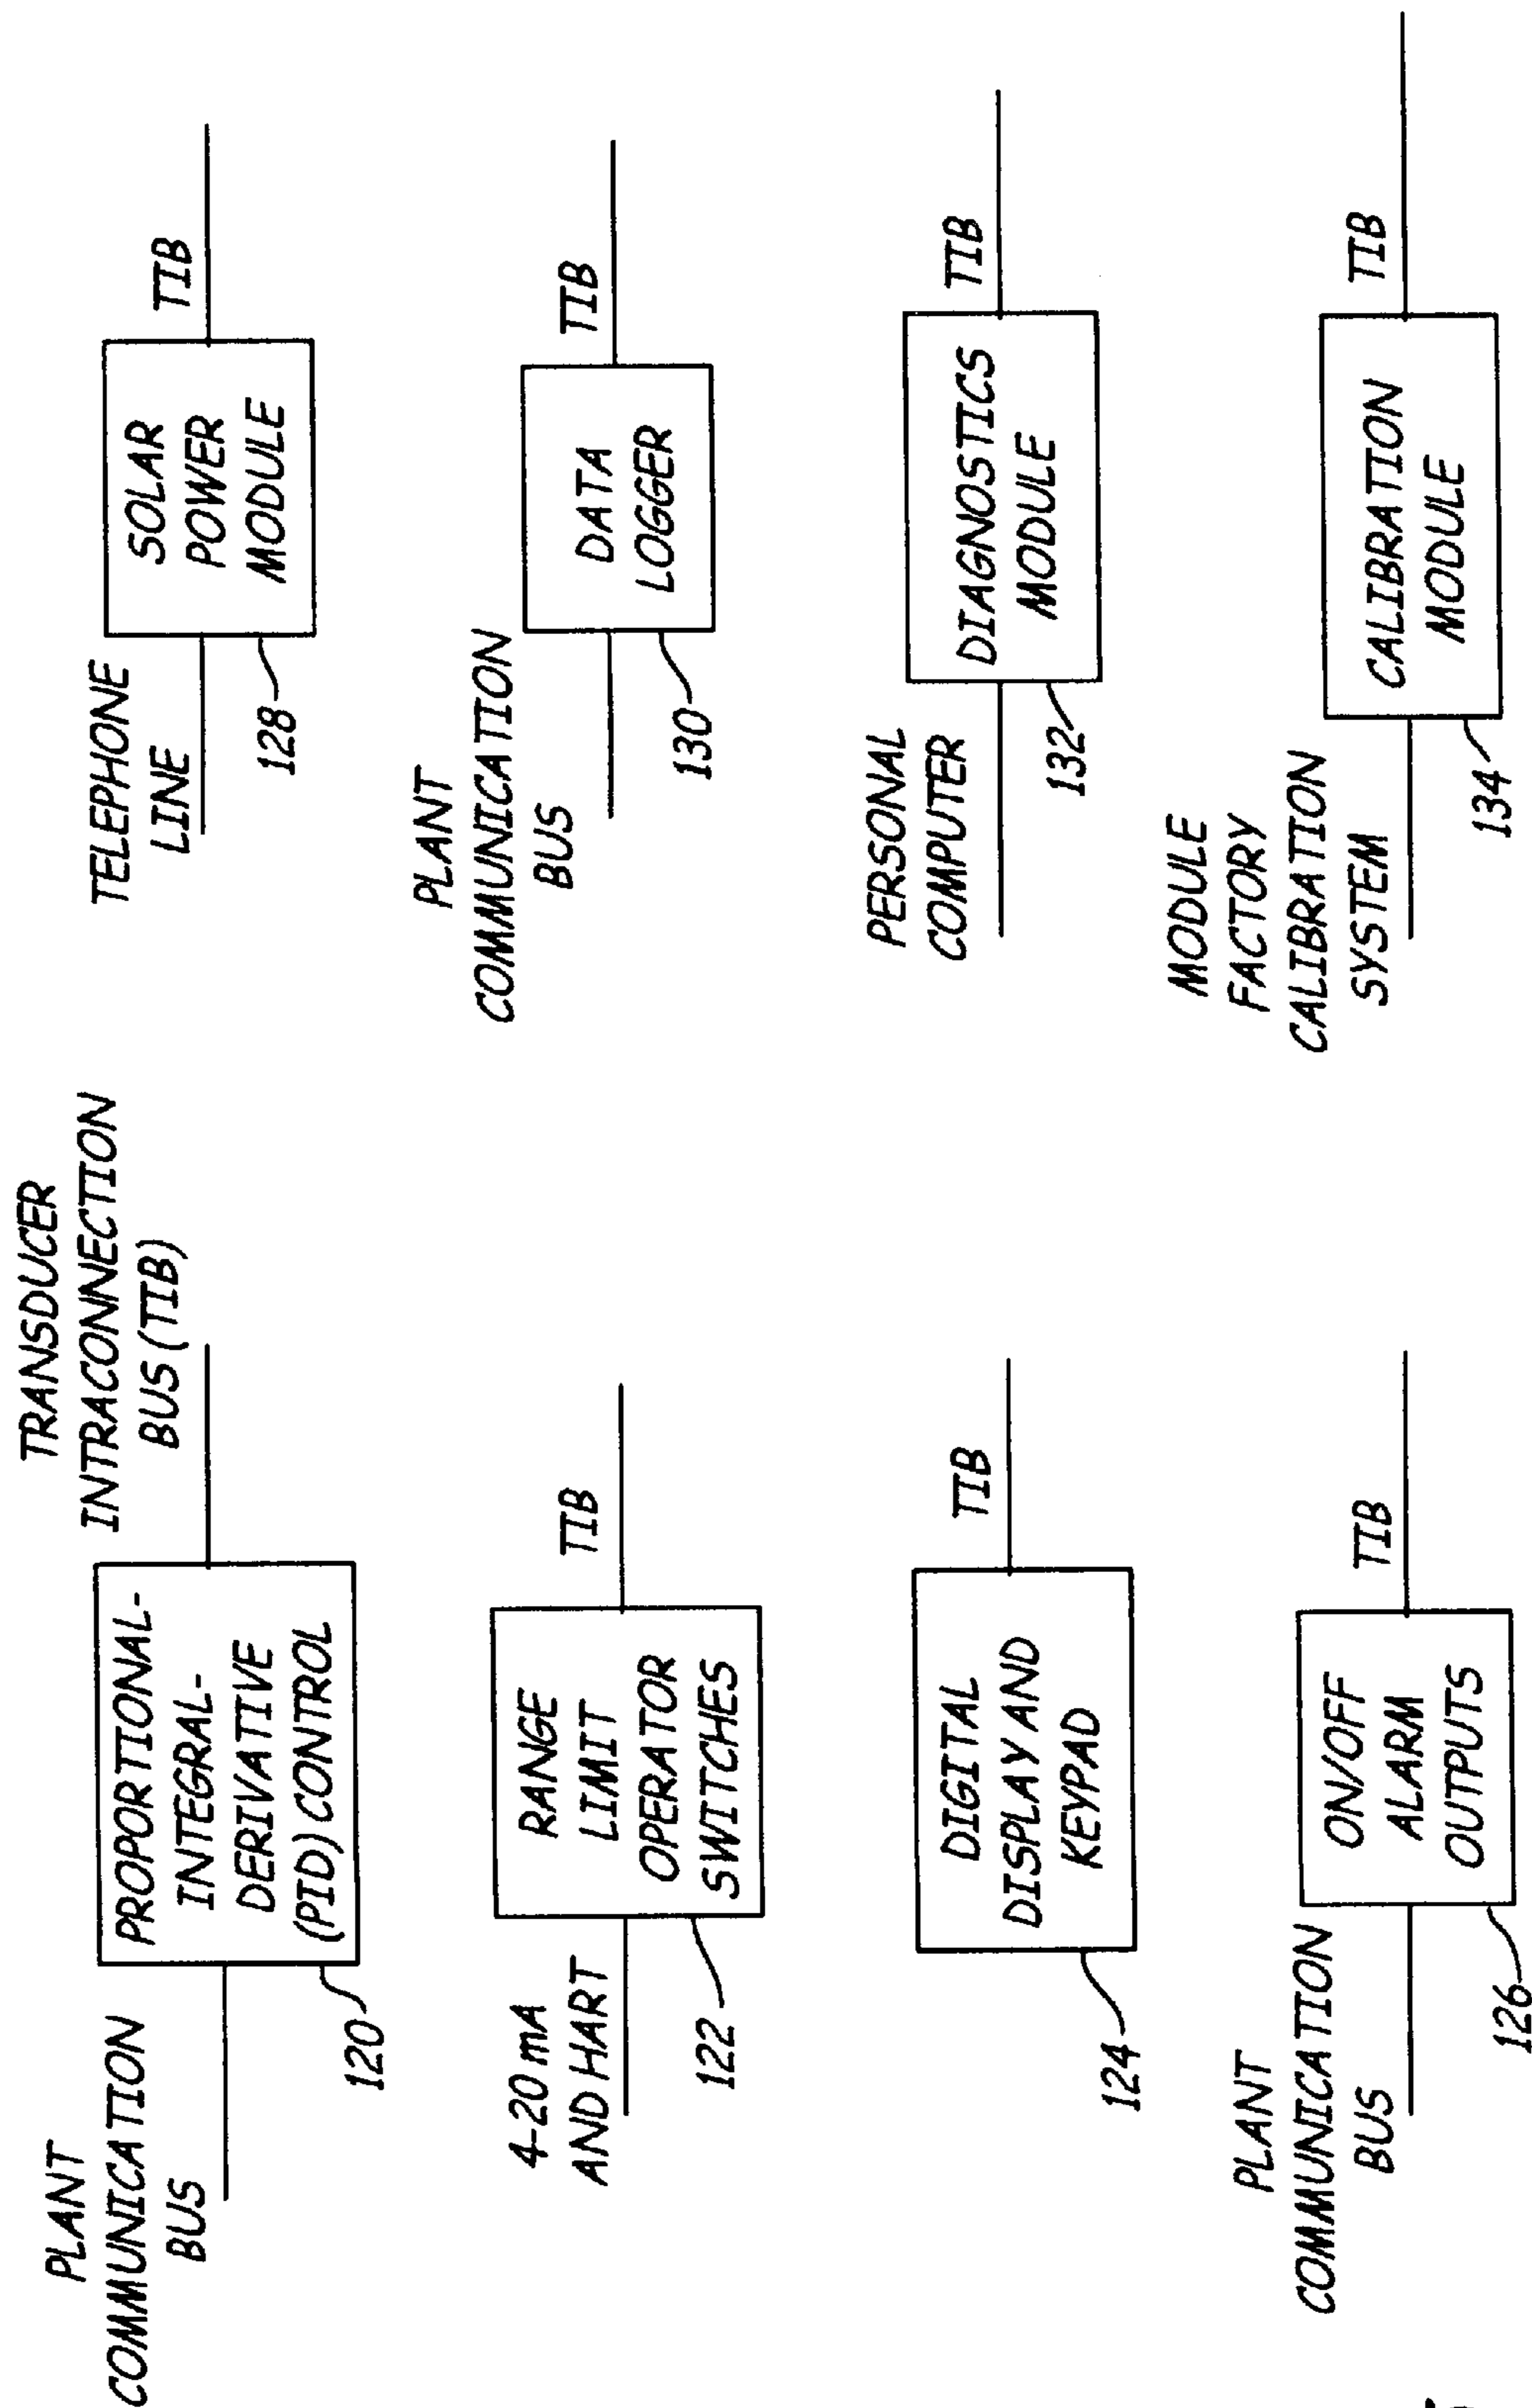 PLANT
COMMUNICATION
BUS
PROPORTIONAL-
INTEGRAL-
DERIVATIVE
(PID) CONTROL
120
TRANSDUCER
INTRACONNECTION
BUS (TIB)
4-20 mA
AND HART
RANGE
LIMIT
OPERATOR
SWITCHES
122
TIB
DIGITAL
DISPLAY AND
KEYPAD
124
TIB
PLANT
COMMUNICATION
BUS
ON/OFF
ALARM
OUTPUTS
126
TIB
TELEPHONE
LINE
SOLAR
POWER
MODULE
128
TIB
PLANT
COMMUNICATION
BUS
DATA
LOGGER
130
TIB
PERSONAL
COMPUTER
DIAGNOSTICS
MODULE
132
TIB
MODULE
FACTORY
CALIBRATION
SYSTEM
CALIBRATION
MODULE
134
TIB